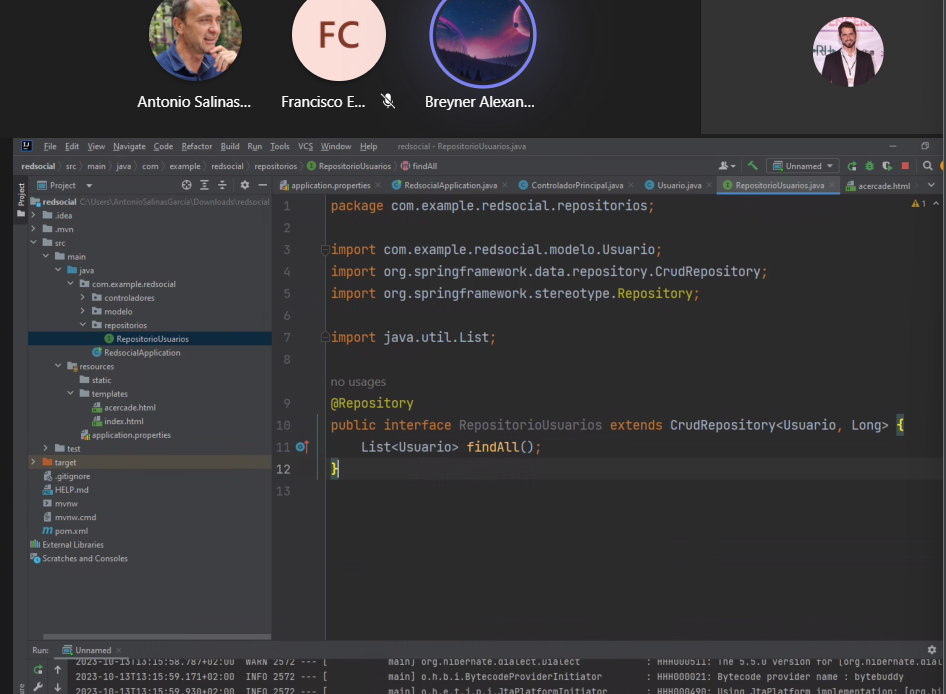 FC
Antonio Salinas...
Francisco E...
Breyner Alexan...
File Edit View Navigate Code Refactor Build Run Tools VCS Window Help redsocial - RepositorioUsuarios.java
redsocial src main java com example redsocial repositorios RepositorioUsuarios findAll
Unnamed
Project
Project
application.properties RedsocialApplication.java ControladorPrincipal.java Usuario.java RepositorioUsuarios.java acercade.html
redsocial C:\Users\AntonioSalinasGarcia\Downloads\redsocial
.idea
.mvn
src
main
java
com.example.redsocial
controladores
modelo
repositorios
RepositorioUsuarios
RedsocialApplication
resources
static
templates
acercade.html
index.html
application.properties
test
target
.gitignore
HELP.md
mvnw
mvnw.cmd
pom.xml
External Libraries
Scratches and Consoles
1 package com.example.redsocial.repositorios;
1
2
3 import com.example.redsocial.modelo.Usuario;
4 import org.springframework.data.repository.CrudRepository;
5 import org.springframework.stereotype.Repository;
6
7 import java.util.List;
8
no usages
9 @Repository
10 public interface RepositorioUsuarios extends CrudRepository<Usuario, Long> {
11 List<Usuario> findAll();
12 }
13
Run: Unnamed
2023-10-13T13:15:58.787+02:00 WARN 2572 --- [ main] org.hibernate.dialect.Dialect : HHH000511: The 5.5.0 version for [org.hibernate.dial
2023-10-13T13:15:59.171+02:00 INFO 2572 --- [ main] o.h.b.i.BytecodeProviderInitiator : HHH000021: Bytecode provider name : bytebuddy
2023-10-13T13:15:59.930+02:00 INFO 2572 --- [ main] o.h.e.t.j.p.i.JtaPlatformInitiator : HHH000490: Using JtaPlatform implementation: [org.h